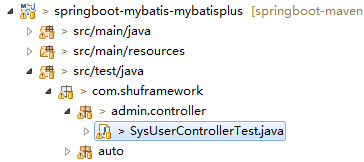 > springboot-mybatis-mybatisplus [springboot-maven
> src/main/java
> src/main/resources
> src/test/java
> com.shuframework
> admin.controller
> SysUserControllerTest.java
auto